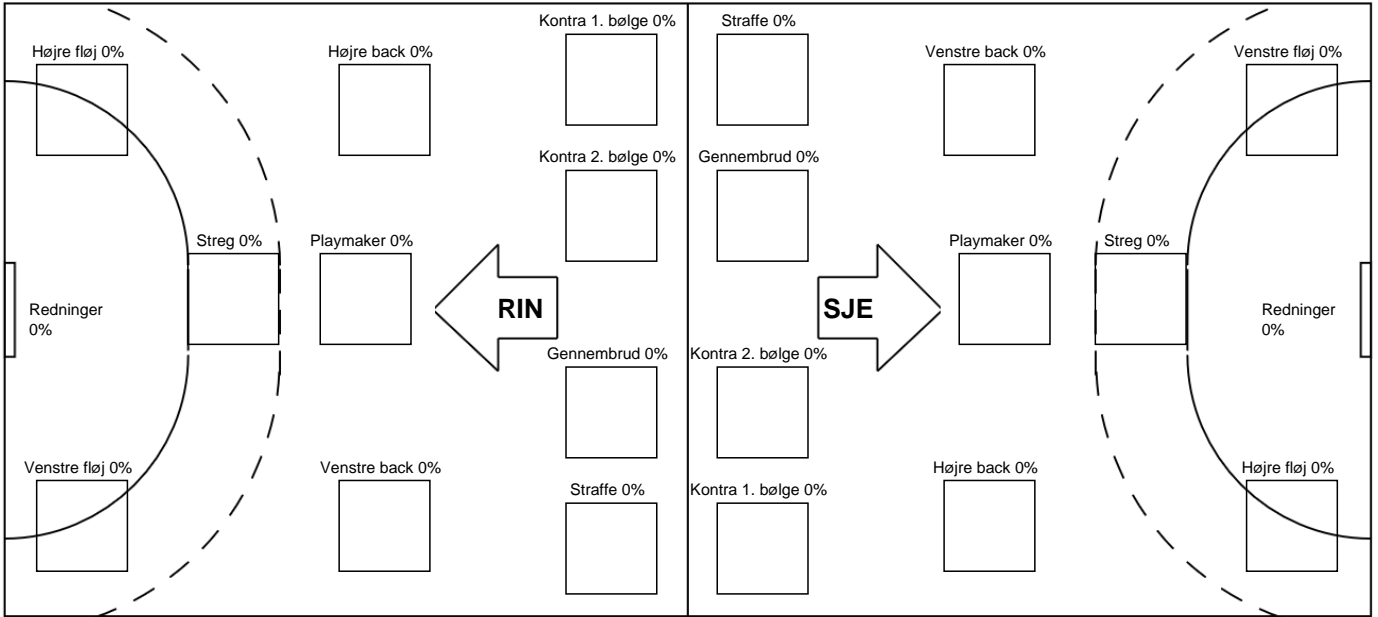 Kontra 1. bølge 0%
Straffe 0%
Højre fløj 0%
Højre back 0%
Venstre back 0%
Venstre fløj 0%
Kontra 2. bølge 0%
Gennembrud 0%
Streg 0%
Playmaker 0%
Playmaker 0%
Streg 0%
Redninger
0%
RIN
SJE
Redninger
0%
Gennembrud 0%
Kontra 2. bølge 0%
Venstre fløj 0%
Venstre back 0%
Højre back 0%
Højre fløj 0%
Straffe 0%
Kontra 1. bølge 0%